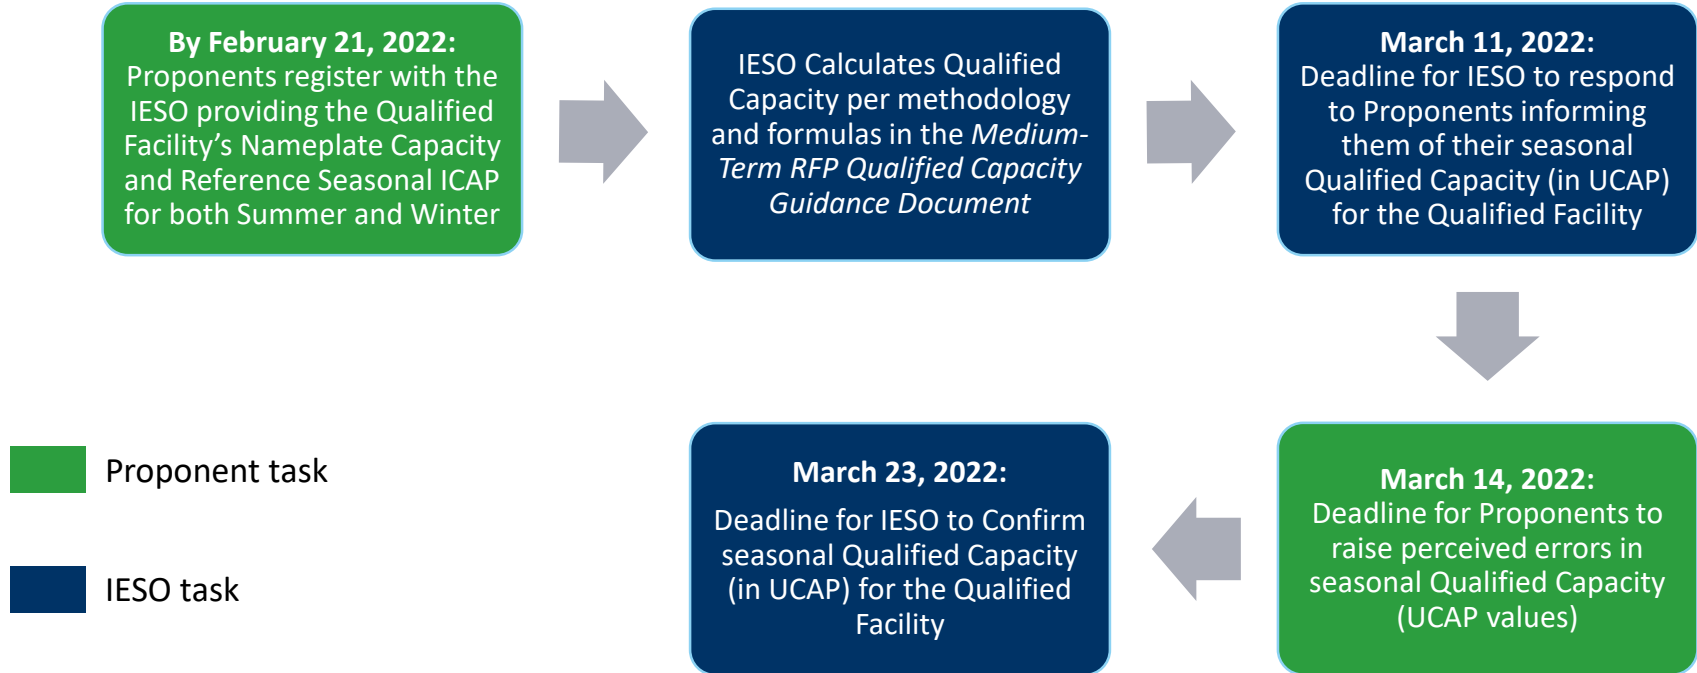 By February 21, 2022:
Proponents register with the
IESO providing the Qualified
Facility's Nameplate Capacity
and Reference Seasonal ICAP
for both Summer and Winter
IESO Calculates Qualified
Capacity per methodology
and formulas in the Medium-
Term RFP Qualified Capacity
Guidance Document
March 11, 2022:
Deadline for IESO to respond
to Proponents informing
them of their seasonal
Qualified Capacity (in UCAP)
for the Qualified Facility
March 14, 2022:
Deadline for Proponents to
raise perceived errors in
seasonal Qualified Capacity
(UCAP values)
March 23, 2022:
Deadline for IESO to Confirm
seasonal Qualified Capacity
(in UCAP) for the Qualified
Facility
Proponent task
IESO task